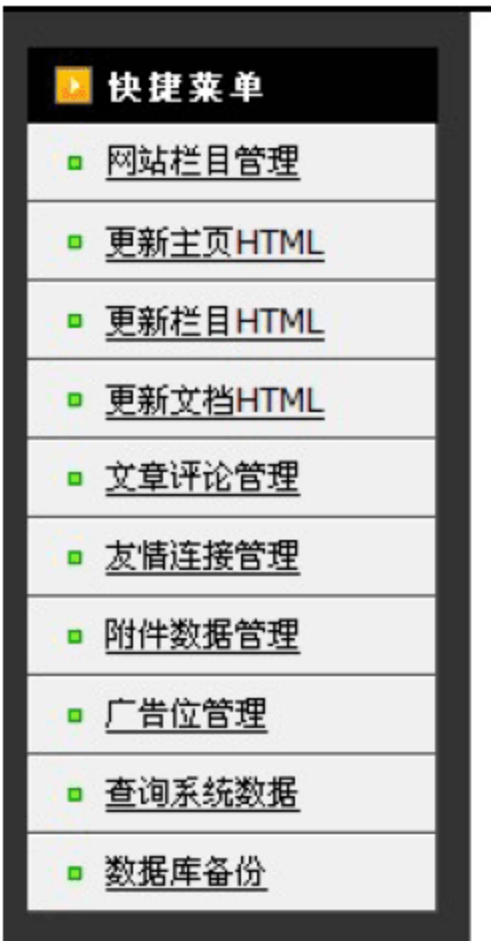 快捷菜单
网站栏目管理
更新主页HTML
更新栏目HTML
更新文档HTML
文章评论管理
友情连接管理
附件数据管理
广告位管理
查询系统数据
数据库备份